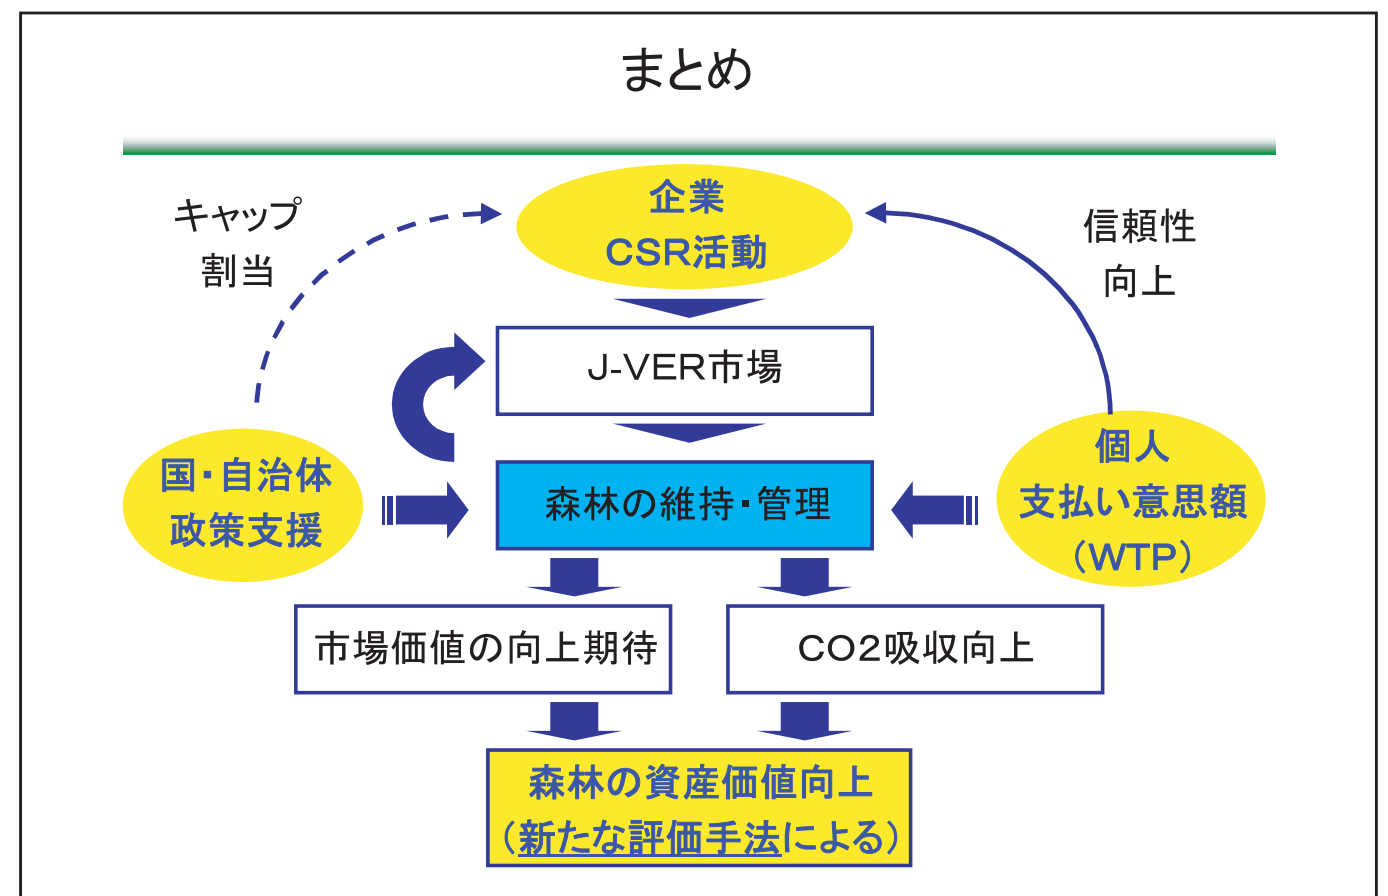 まとめ
キャップ
割当
企業
CSR活動
信頼性
向上
J-VER市場
国・自治体
政策支援
森林の維持・管理
個人
支払い意思額
（WTP）
市場価値の向上期待
CO2吸収向上
森林の資産価値向上
（新たな評価手法による）